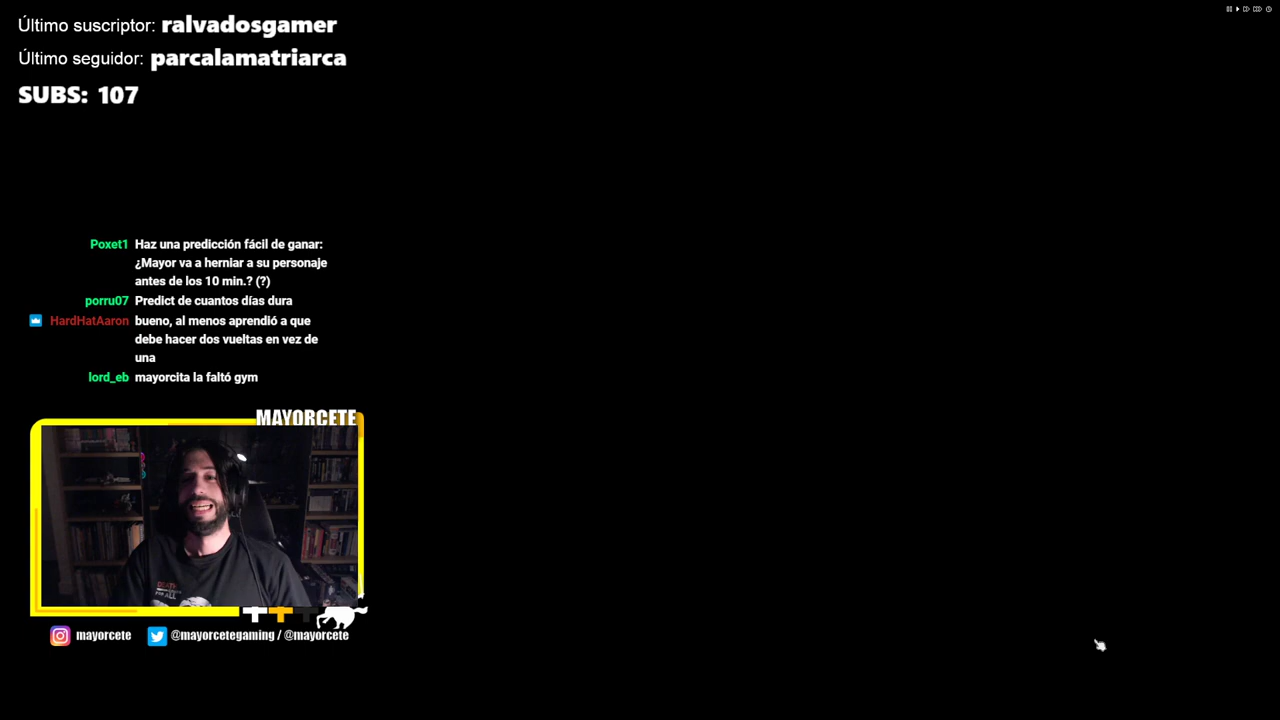 Último suscriptor: ralvadosgamer
Último seguidor: parcalamatriarca
SUBS: 107
Poxet1 Haz una predicción fácil de ganar:
¿Mayor va a herniar a su personaje
antes de los 10 min.? (?)
porru07 Predict de cuantos días dura
HardHatAaron bueno, al menos aprendió a que
debe hacer dos vueltas en vez de
una
lord_eb mayorcita la faltó gym
MAYORCETE
DEATH
ALL
mayorcete @mayorcetegaming / @mayorcete